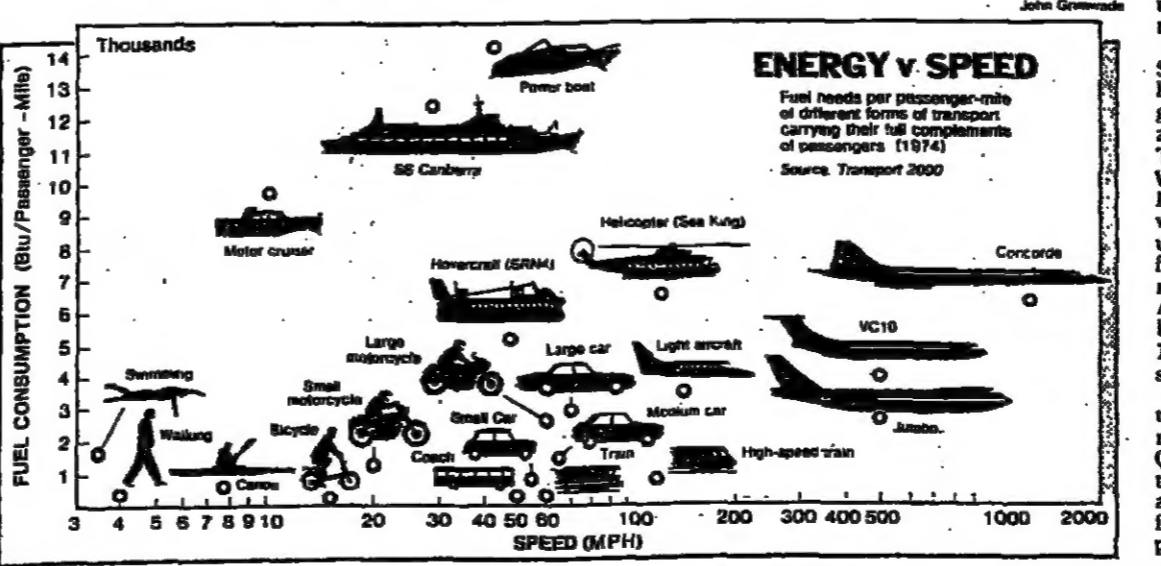 John Grimwade
Thousands
ENERGY v SPEED
Fuel needs per passenger-mile
of different forms of transport
carrying their full complements
of passengers (1974)
Source. Transport 2000
FUEL CONSUMPTION (Btu/Passenger-Mile)
14
13
12
11
10
9
8
7
6
5
4
3
2
1
Power boat
SS Canberra
Motor cruiser
Helicopter (Sea King)
Hovercraft (SRN4)
Concorde
VC10
Large
motorcycle
Large car
Light aircraft
Swimming
Small
motorcycle
Small Car
Medium car
Jumbo
Walking
Bicycle
Coach
Train
High-speed train
Canoe
3 4 5 6 7 8 9 10 20 30 40 50 60 100 200 300 400 500 1000 2000
SPEED (MPH)